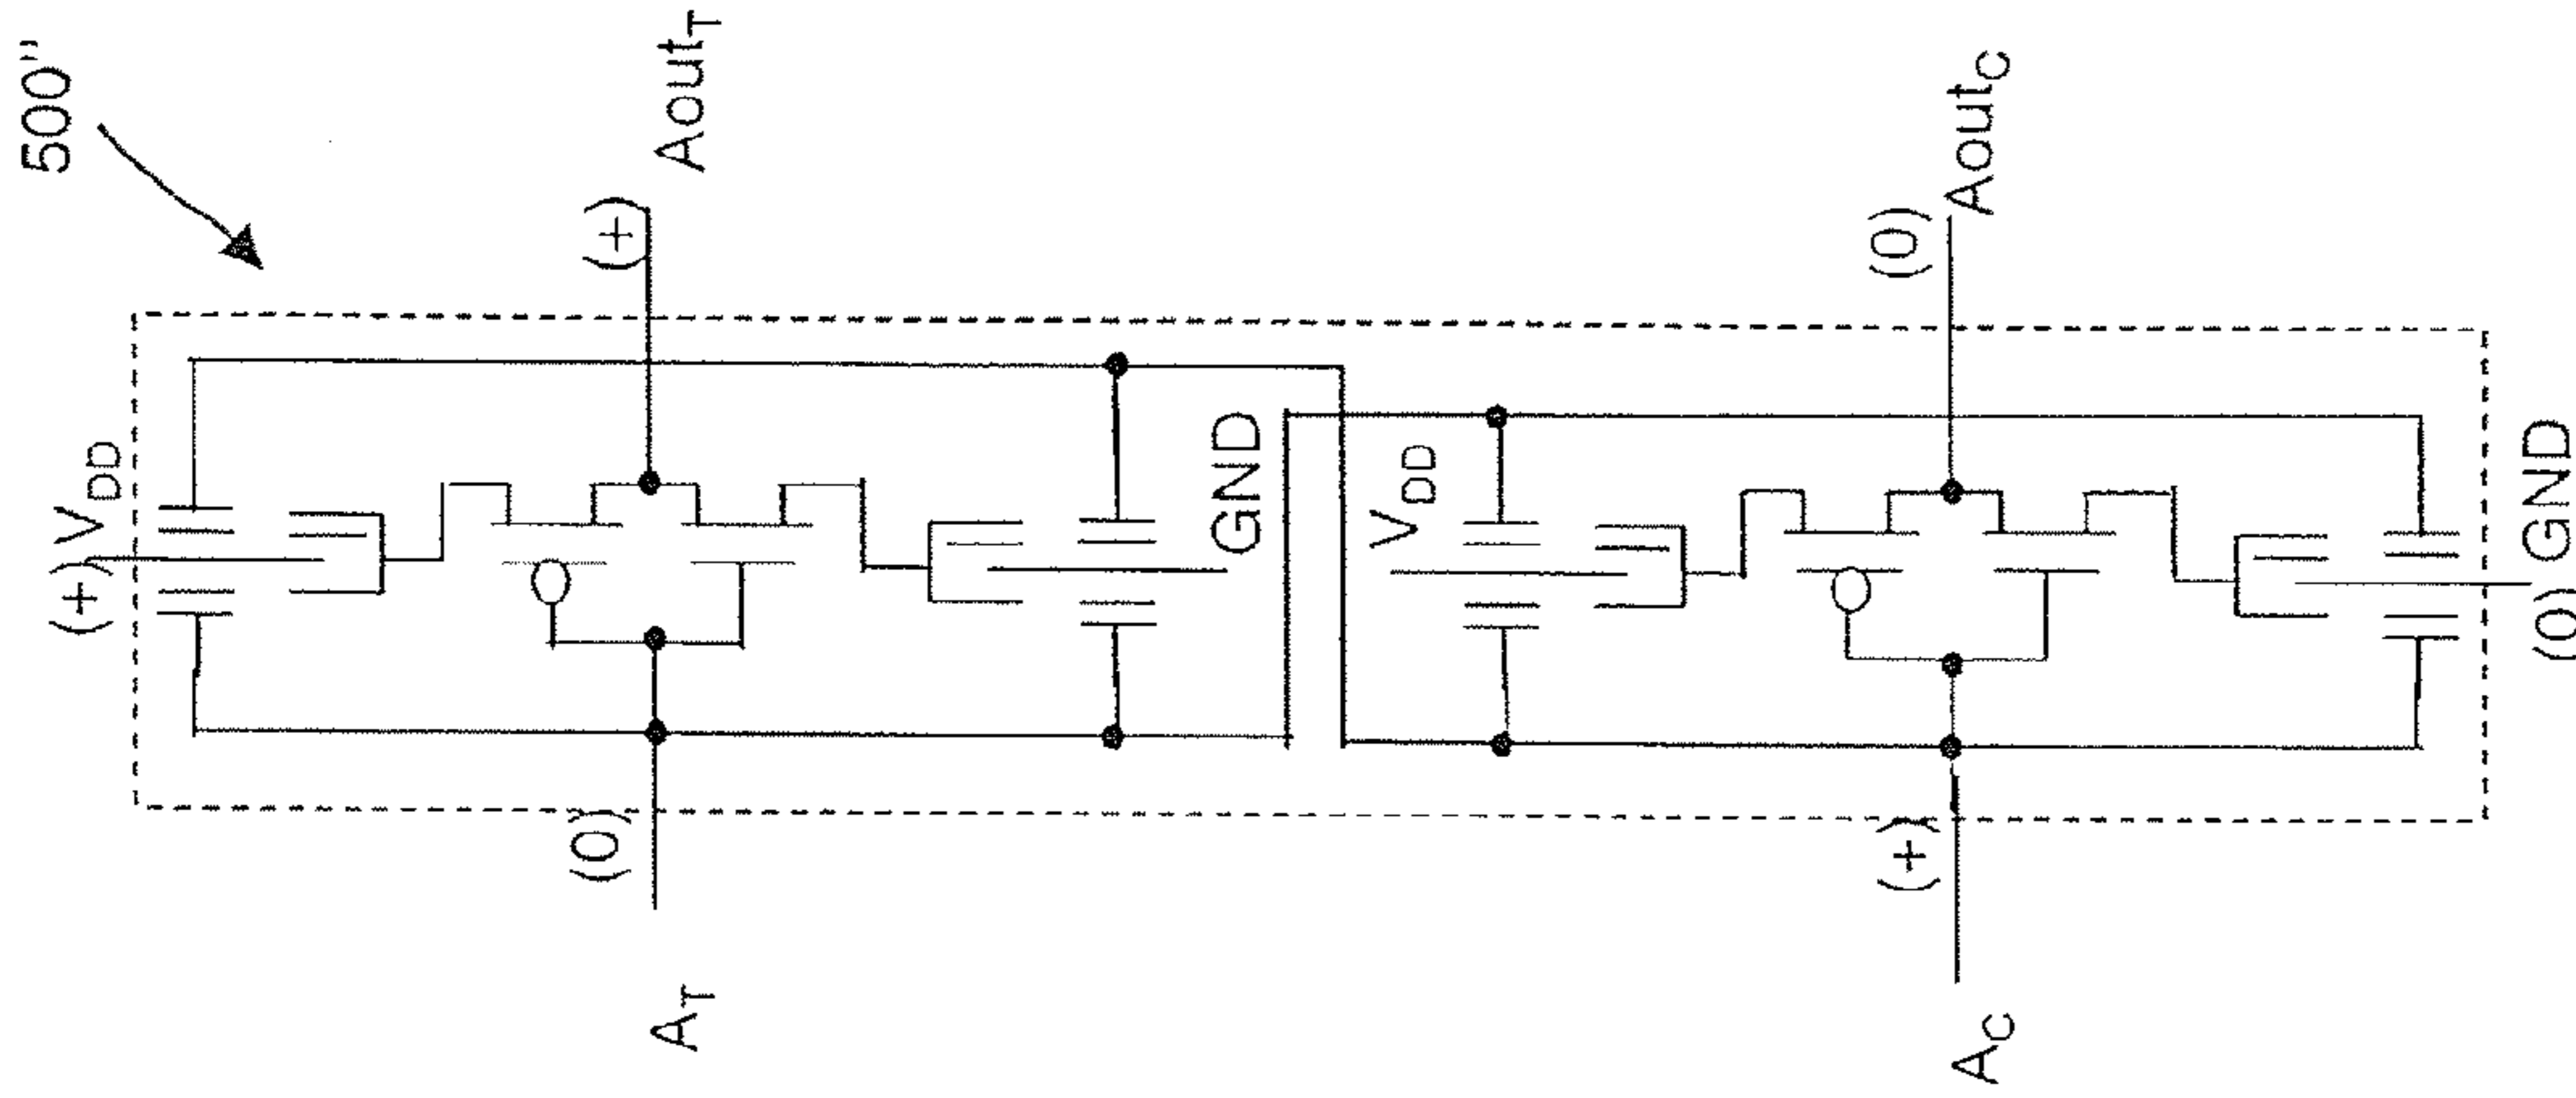 500"
(+) V_DD
(+)
Aout_T
(0)
A_T
GND
V_DD
(0)
Aout_C
(+)
A_C
(0) GND